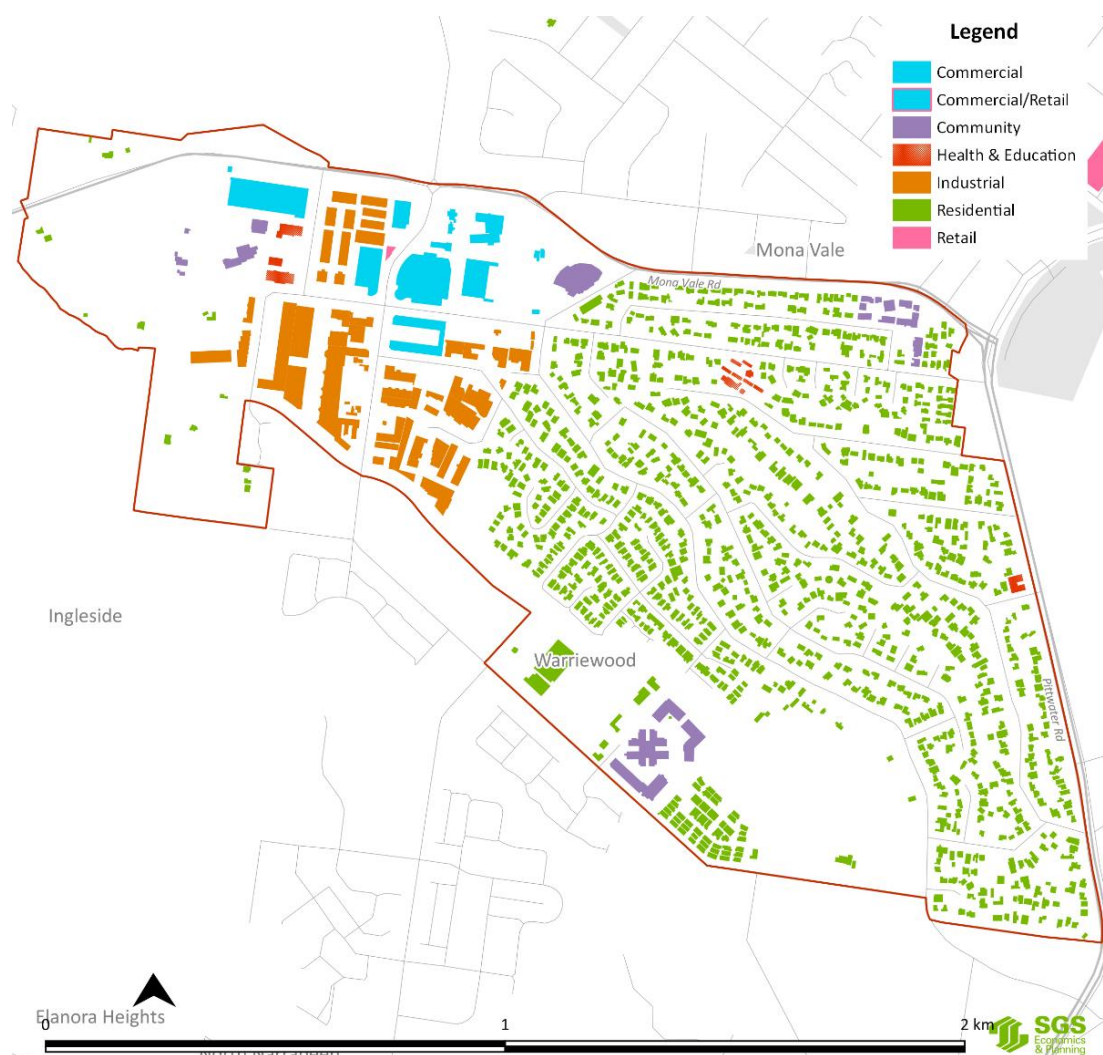 Legend
Commercial
Commercial/Retail
Community
Health & Education
Industrial
Residential
Retail
Mona Vale
Mona Vale Rd
Ingleside
Warriewood
Pittwater Rd
Elanora Heights
0
1
2 km
SGS
Economics
& Planning